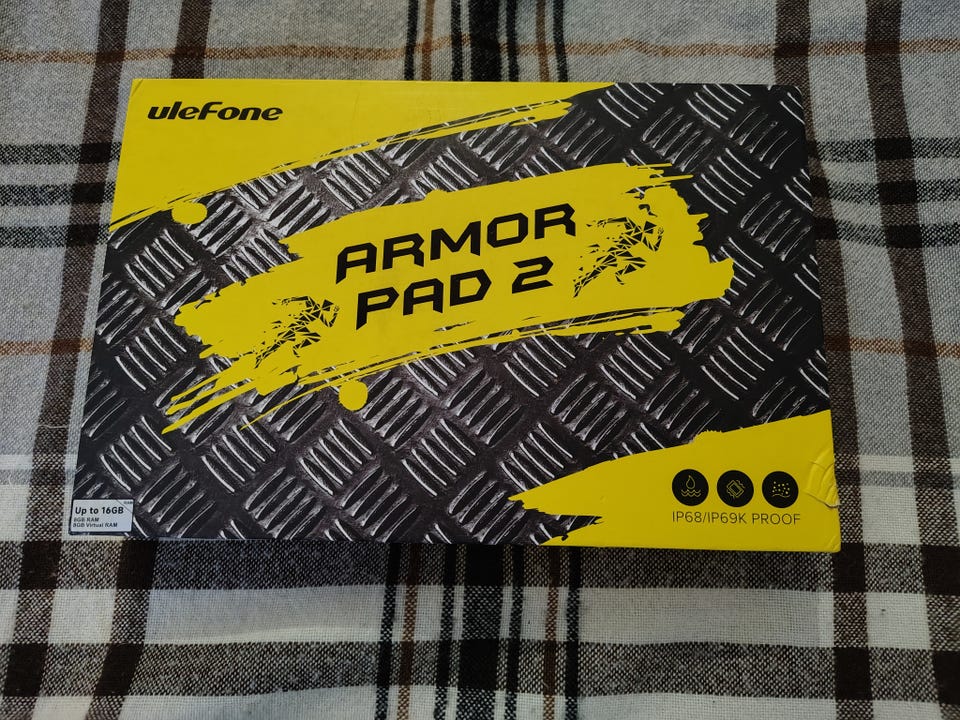 uleFone
ARMOR
PAD 2
Up to 16GB
8GB RAM
8GB Virtual RAM
IP68/IP69K PROOF